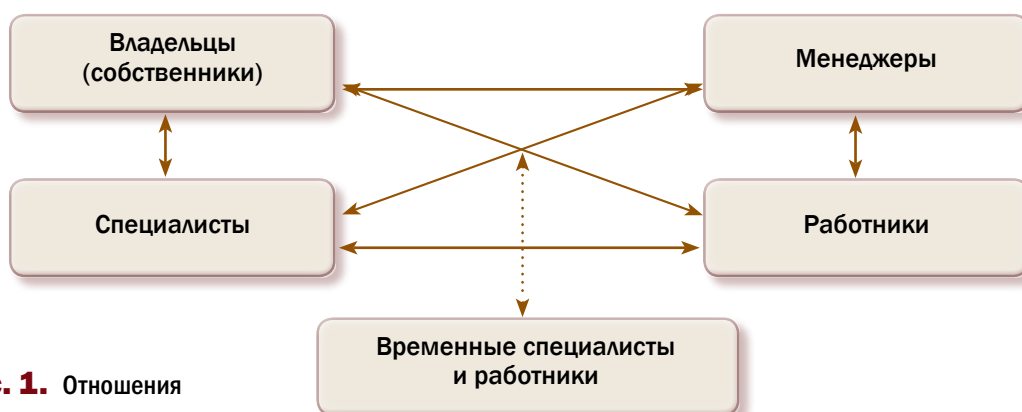 Владельцы
(собственники)
Менеджеры
Специалисты
Работники
Временные специалисты
и работники
с. 1. Отношения